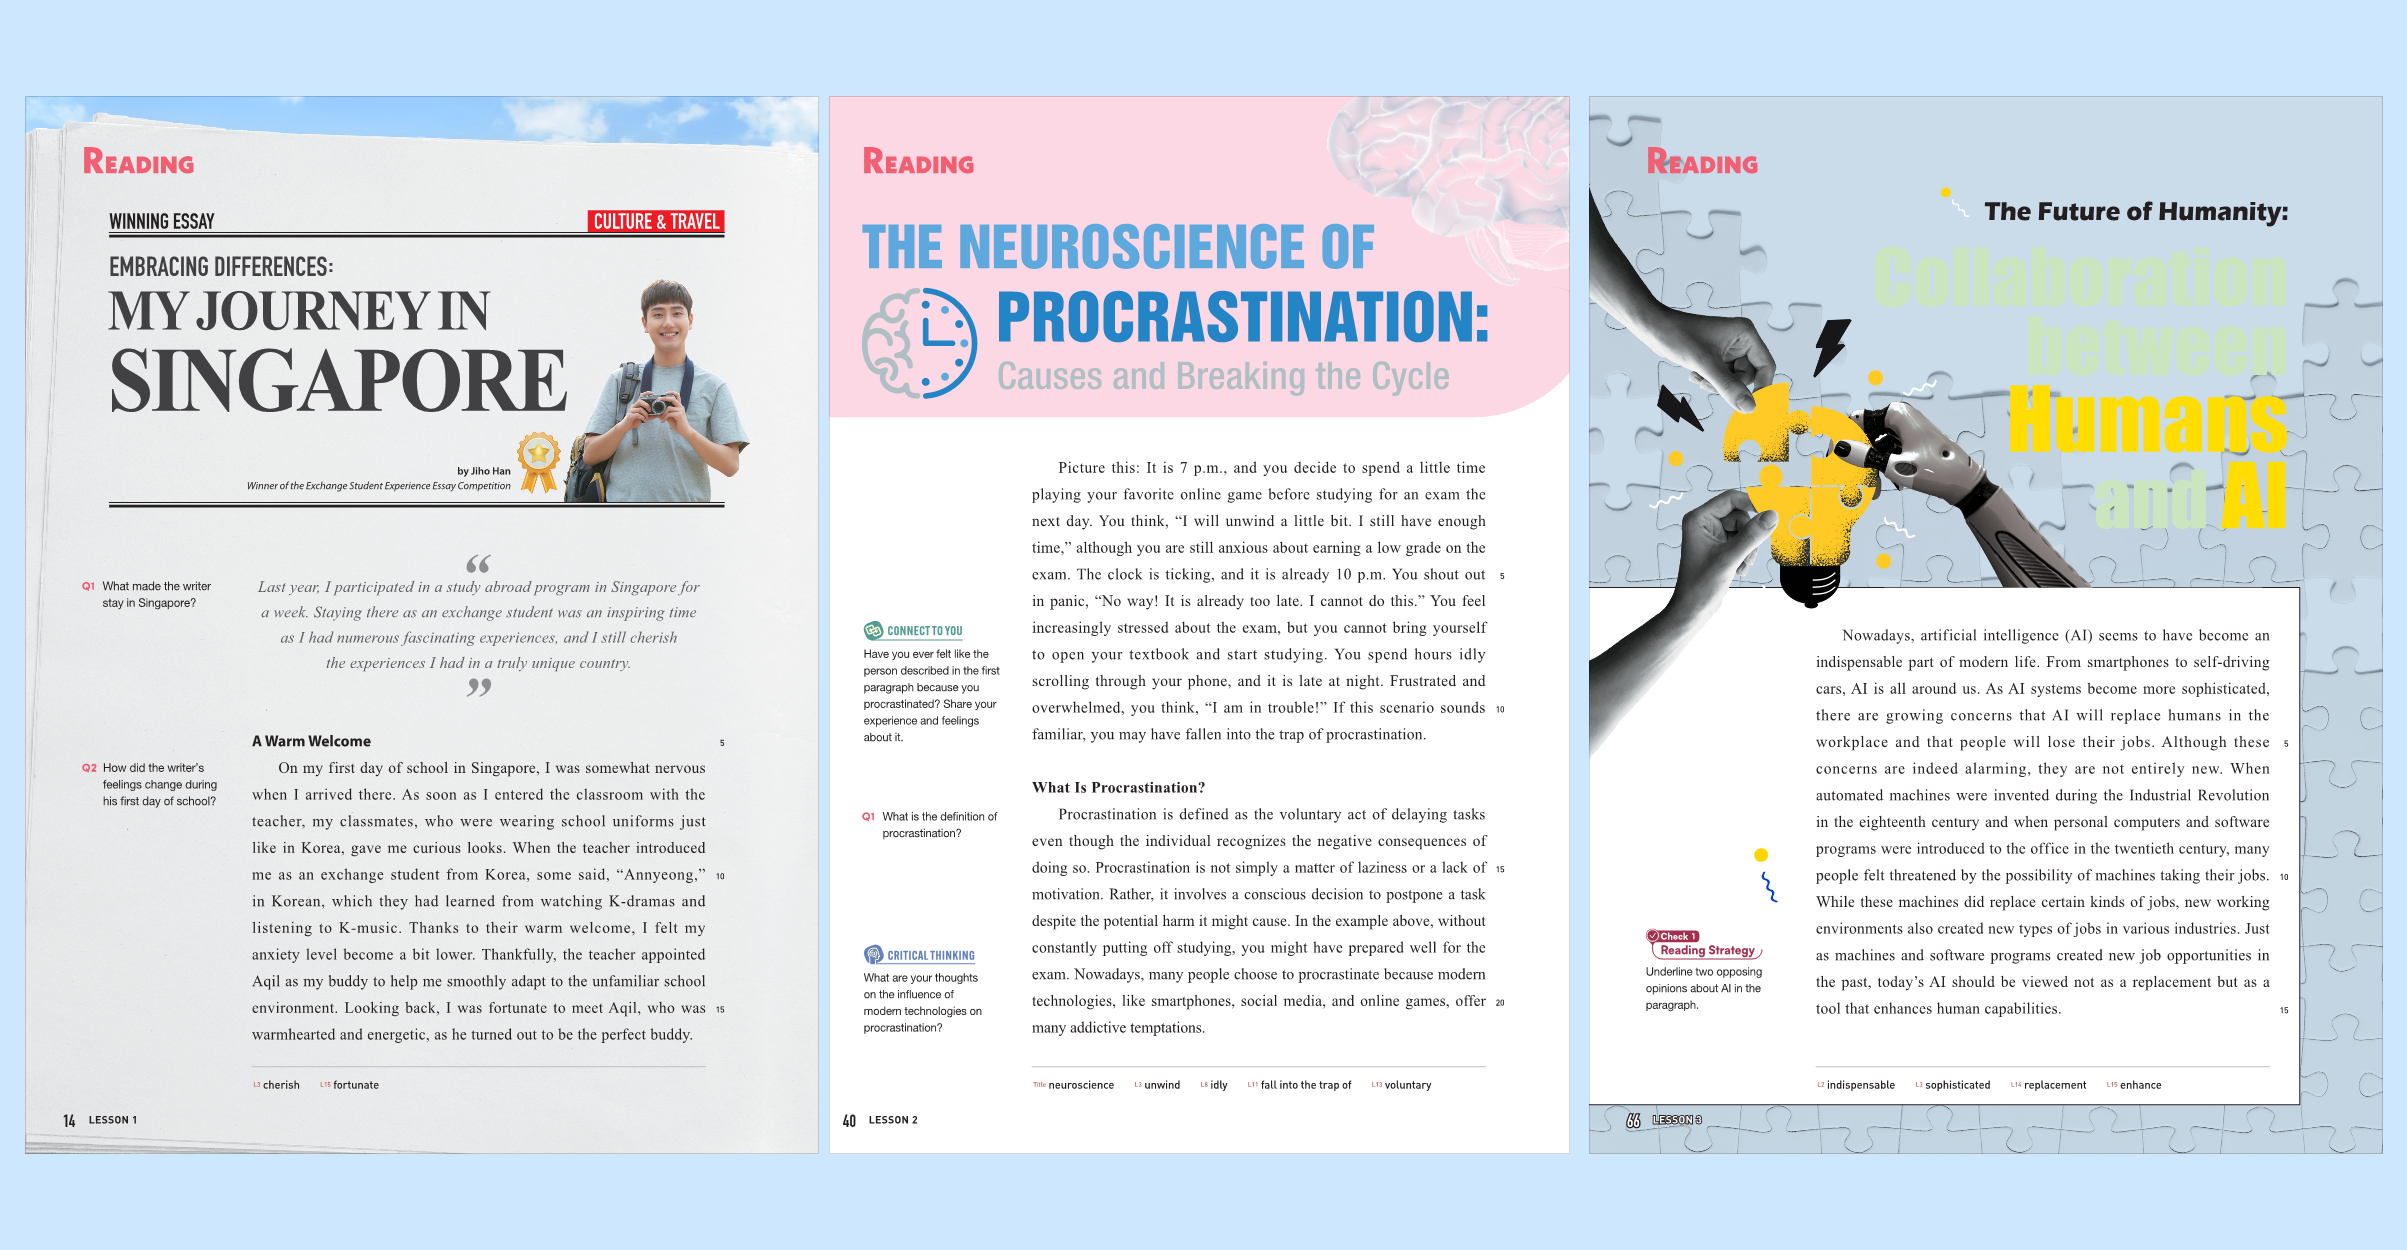 READING
WINNING ESSAY
CULTURE & TRAVEL
EMBRACING DIFFERENCES:
MY JOURNEY IN
SINGAPORE
by Jiho Han
Winner of the Exchange Student Experience Essay Competition
Q1 What made the writer
stay in Singapore?
“
Last year, I participated in a study abroad program in Singapore for
a week. Staying there as an exchange student was an inspiring time
as I had numerous fascinating experiences, and I still cherish
the experiences I had in a truly unique country.
”
A Warm Welcome
5
Q2 How did the writer's
feelings change during
his first day of school?
On my first day of school in Singapore, I was somewhat nervous
when I arrived there. As soon as I entered the classroom with the
teacher, my classmates, who were wearing school uniforms just
like in Korea, gave me curious looks. When the teacher introduced
me as an exchange student from Korea, some said, “Annyeong,” 10
in Korean, which they had learned from watching K-dramas and
listening to K-music. Thanks to their warm welcome, I felt my
anxiety level become a bit lower. Thankfully, the teacher appointed
Aqil as my buddy to help me smoothly adapt to the unfamiliar school
environment. Looking back, I was fortunate to meet Aqil, who was 15
warmhearted and energetic, as he turned out to be the perfect buddy.
L3 cherish L15 fortunate
14 LESSON 1
READING
THE NEUROSCIENCE OF
PROCRASTINATION:
Causes and Breaking the Cycle
Picture this: It is 7 p.m., and you decide to spend a little time
playing your favorite online game before studying for an exam the
next day. You think, “I will unwind a little bit. I still have enough
time,” although you are still anxious about earning a low grade on the
exam. The clock is ticking, and it is already 10 p.m. You shout out 5
in panic, “No way! It is already too late. I cannot do this.” You feel
increasingly stressed about the exam, but you cannot bring yourself
to open your textbook and start studying. You spend hours idly
scrolling through your phone, and it is late at night. Frustrated and
overwhelmed, you think, “I am in trouble!” If this scenario sounds 10
familiar, you may have fallen into the trap of procrastination.
CONNECT TO YOU
Have you ever felt like the
person described in the first
paragraph because you
procrastinated? Share your
experience and feelings
about it.
What Is Procrastination?
Q1 What is the definition of
procrastination?
Procrastination is defined as the voluntary act of delaying tasks
even though the individual recognizes the negative consequences of
doing so. Procrastination is not simply a matter of laziness or a lack of 15
motivation. Rather, it involves a conscious decision to postpone a task
despite the potential harm it might cause. In the example above, without
constantly putting off studying, you might have prepared well for the
exam. Nowadays, many people choose to procrastinate because modern
technologies, like smartphones, social media, and online games, offer 20
many addictive temptations.
CRITICAL THINKING
What are your thoughts
on the influence of
modern technologies on
procrastination?
Title neuroscience L3 unwind L8 idly L11 fall into the trap of L13 voluntary
40 LESSON 2
READING
The Future of Humanity:
Collaboration
between
Humans
and AI
Nowadays, artificial intelligence (AI) seems to have become an
indispensable part of modern life. From smartphones to self-driving
cars, AI is all around us. As AI systems become more sophisticated,
there are growing concerns that AI will replace humans in the
workplace and that people will lose their jobs. Although these 5
concerns are indeed alarming, they are not entirely new. When
automated machines were invented during the Industrial Revolution
in the eighteenth century and when personal computers and software
programs were introduced to the office in the twentieth century, many
people felt threatened by the possibility of machines taking their jobs. 10
While these machines did replace certain kinds of jobs, new working
environments also created new types of jobs in various industries. Just
as machines and software programs created new job opportunities in
the past, today's AI should be viewed not as a replacement but as a
tool that enhances human capabilities. 15
Check 1
Reading Strategy
Underline two opposing
opinions about AI in the
paragraph.
L2 indispensable L3 sophisticated L14 replacement L15 enhance
66 LESSON 3